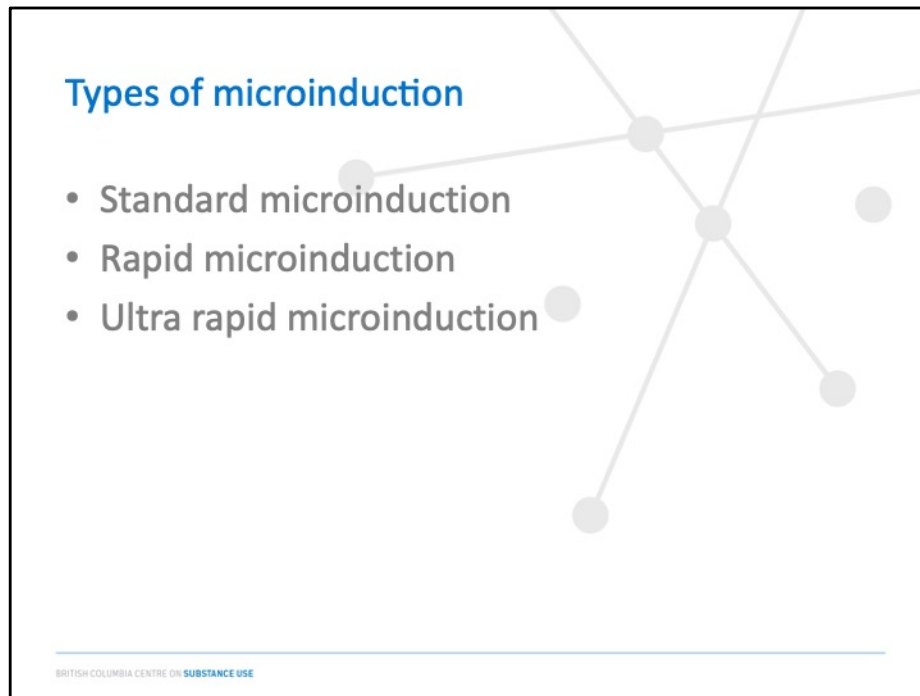 Types of microinduction
• Standard microinduction
• Rapid microinduction
• Ultra rapid microinduction
BRITISH COLUMBIA CENTRE ON SUBSTANCE USE